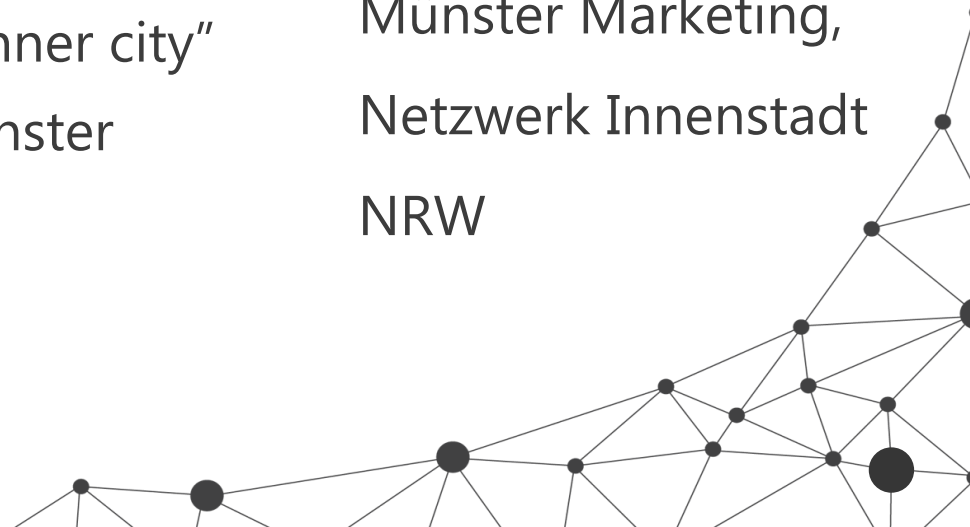 nner city”
nster
Munster Marketing,
Netzwerk Innenstadt
NRW